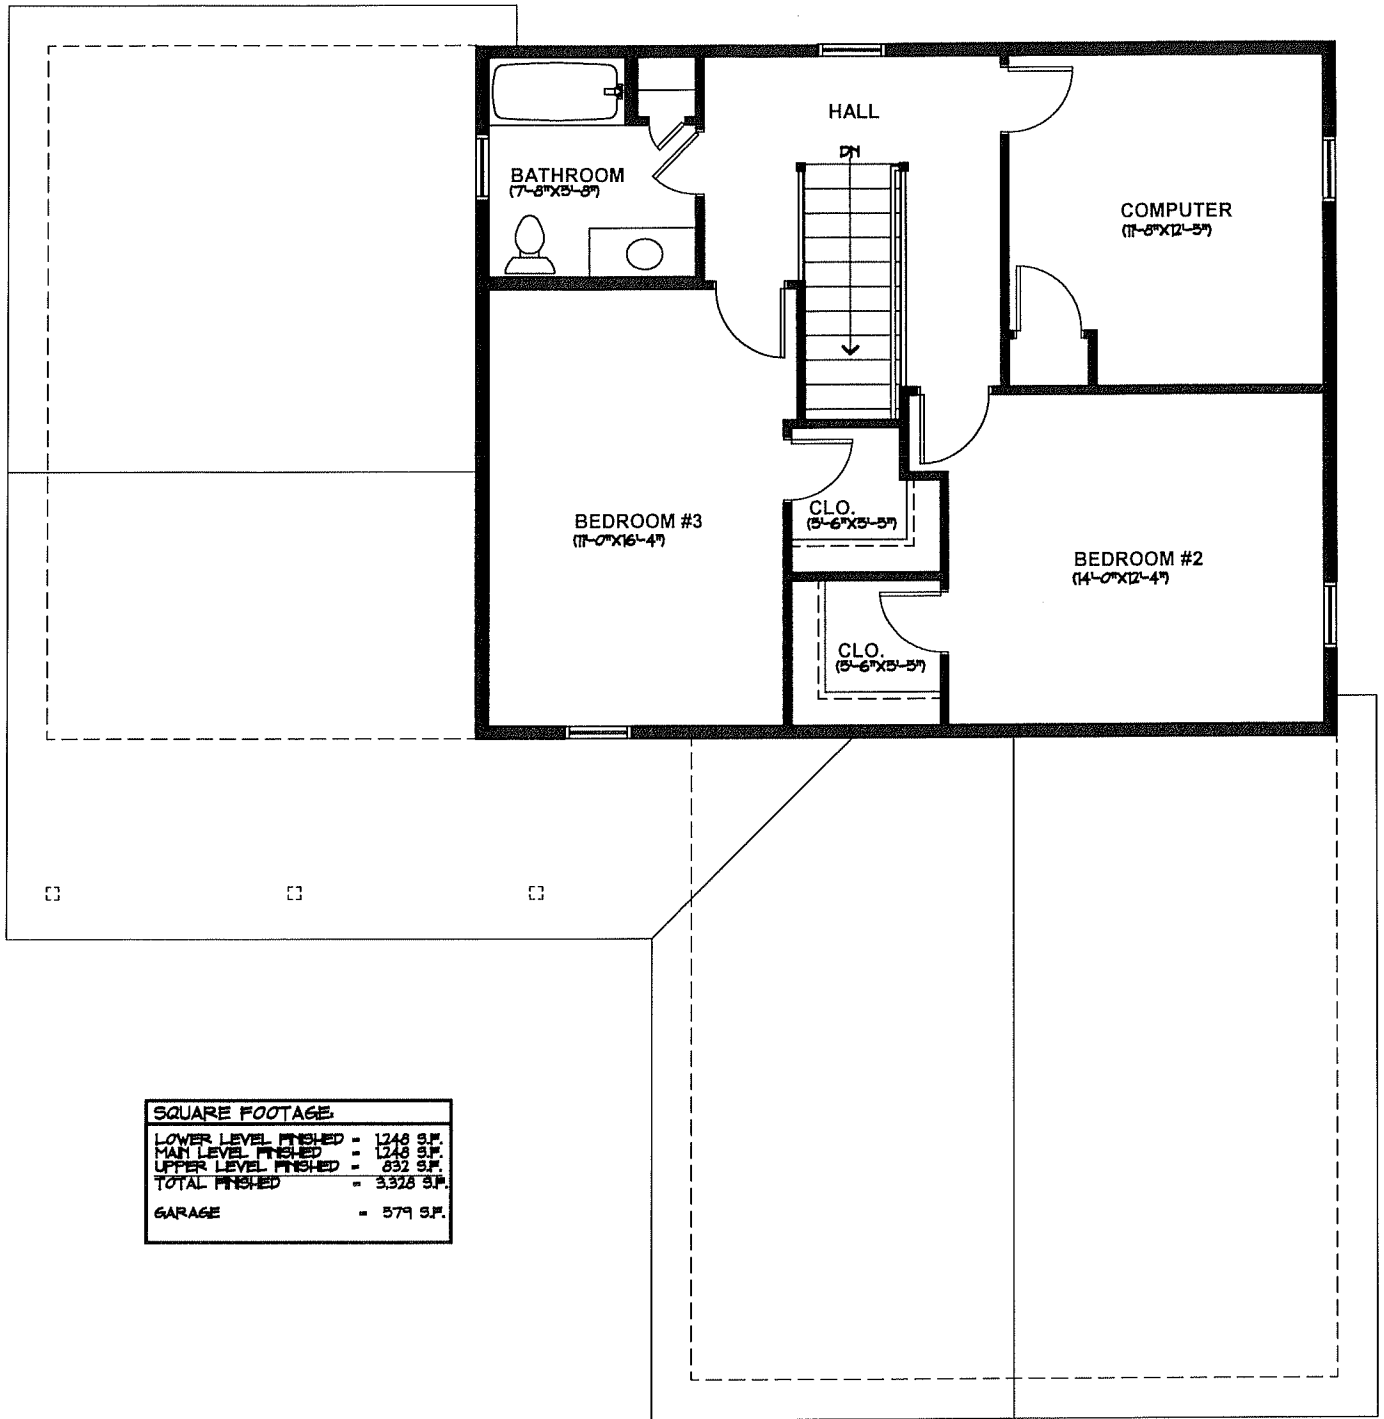 HALL
DN
BATHROOM
(7'-8"X5'-8")
COMPUTER
(11'-8"X12'-5")
CLO.
(5'-6"X5'-5")
BEDROOM #3
(11'-0"X16'-4")
BEDROOM #2
(14'-0"X12'-4")
CLO.
(5'-6"X5'-5")
SQUARE FOOTAGE:
LOWER LEVEL FINISHED = 1,248 S.F.
MAIN LEVEL FINISHED = 1,248 S.F.
UPPER LEVEL FINISHED = 832 S.F.
TOTAL FINISHED = 3,328 S.F.
GARAGE = 579 S.F.